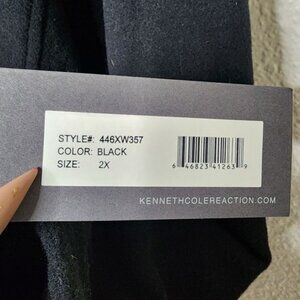 STYLE#: 446XW357
COLOR: BLACK
SIZE: 2X
6 46823 41263 9
KENNETHCOLEREACTION.COM